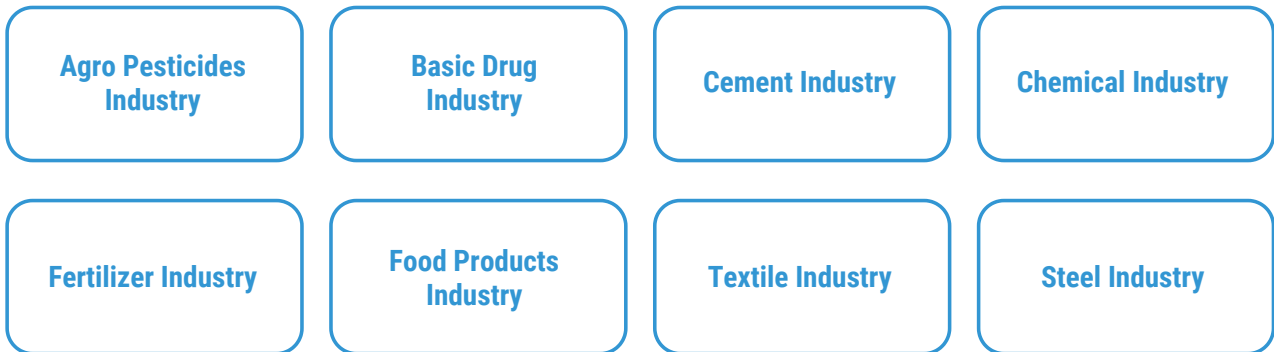 Agro Pesticides
Industry
Basic Drug
Industry
Cement Industry
Chemical Industry
Fertilizer Industry
Food Products
Industry
Textile Industry
Steel Industry